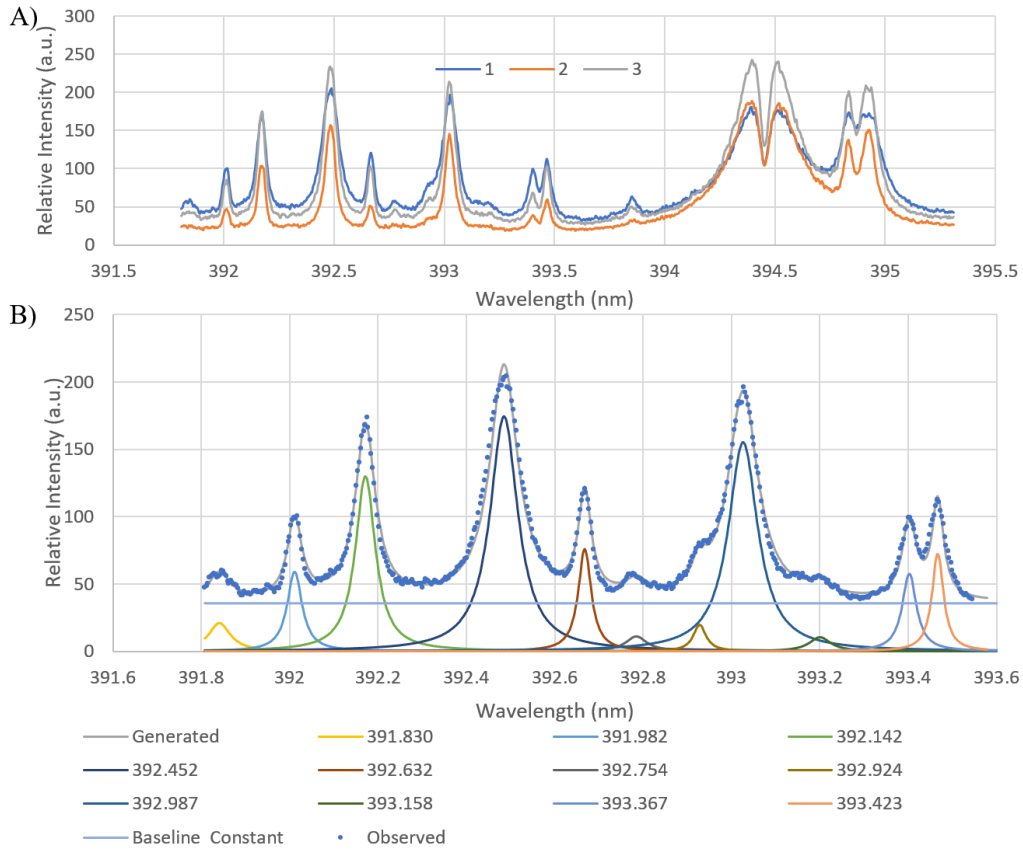 A)
Relative Intensity (a.u.)
300
250
200
150
100
50
0
1 2 3
391.5 392 392.5 393 393.5 394 394.5 395 395.5
Wavelength (nm)
B)
Relative Intensity (a.u.)
250
200
150
100
50
0
391.6 391.8 392 392.2 392.4 392.6 392.8 393 393.2 393.4 393.6
Wavelength (nm)
Generated 391.830 391.982 392.142
392.452 392.632 392.754 392.924
392.987 393.158 393.367 393.423
Baseline Constant Observed